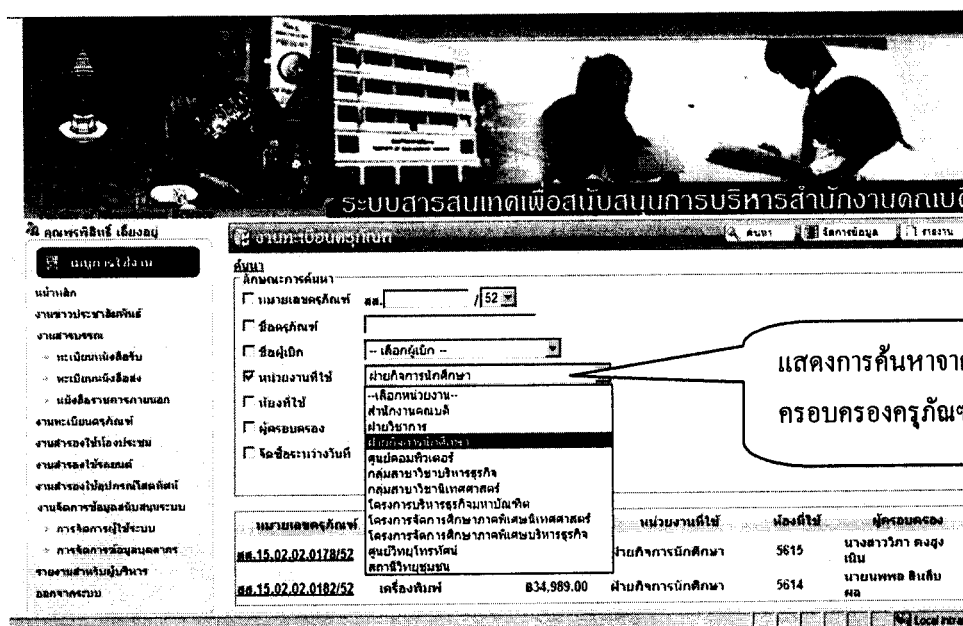 ระบบสารสนเทศเพื่อสนับสนุนการบริหารสำนักงานคณบดี
คุณพรพิสิทธิ์ เอี่ยงอยู่
เมนูการใช้งาน
หน้าหลัก
งานข่าวประชาสัมพันธ์
งานสารบรรณ
ทะเบียนหนังสือรับ
ทะเบียนหนังสือส่ง
หนังสือราชการภายนอก
งานทะเบียนครุภัณฑ์
งานสำรองใช้ห้องประชุม
งานสำรองใช้รถยนต์
งานสำรองใช้อุปกรณ์โสตทัศน์
งานจัดการข้อมูลสนับสนุนระบบ
การจัดการผู้ใช้ระบบ
การจัดการข้อมูลบุคลากร
รายงานสำหรับผู้บริหาร
ออกจากระบบ
งานทะเบียนครุภัณฑ์
ค้นหา จัดการข้อมูล รายงาน
ค้นหา
ลักษณะการค้นหา
หมายเลขครุภัณฑ์ สส. / 52
ชื่อครุภัณฑ์
ชื่อผู้เบิก -- เลือกผู้เบิก --
หน่วยงานที่ใช้ ฝ่ายกิจการนักศึกษา
ห้องที่ใช้
ผู้ครอบครอง
จัดซื้อระหว่างวันที่
--เลือกหน่วยงาน--
สำนักงานคณบดี
ฝ่ายวิชาการ
ฝ่ายกิจการนักศึกษา
ศูนย์คอมพิวเตอร์
กลุ่มสาขาวิชาบริหารธุรกิจ
กลุ่มสาขาวิชานิเทศศาสตร์
โครงการบริหารธุรกิจมหาบัณฑิต
โครงการจัดการศึกษาภาคพิเศษนิเทศศาสตร์
โครงการจัดการศึกษาภาคพิเศษบริหารธุรกิจ
ศูนย์วิทยุโทรทัศน์
สถานีวิทยุชุมชน
แสดงการค้นหาจาก
ครอบครองครุภัณฑ์
หมายเลขครุภัณฑ์ หน่วยงานที่ใช้ ห้องที่ใช้ ผู้ครอบครอง
สส.15.02.02.0178/52 ฝ่ายกิจการนักศึกษา 5615 นางสาววิภา คงสูงเนิน
สส.15.02.02.0182/52 เครื่องพิมพ์ ฿34,989.00 ฝ่ายกิจการนักศึกษา 5614 นายนพพล สินสืบผล